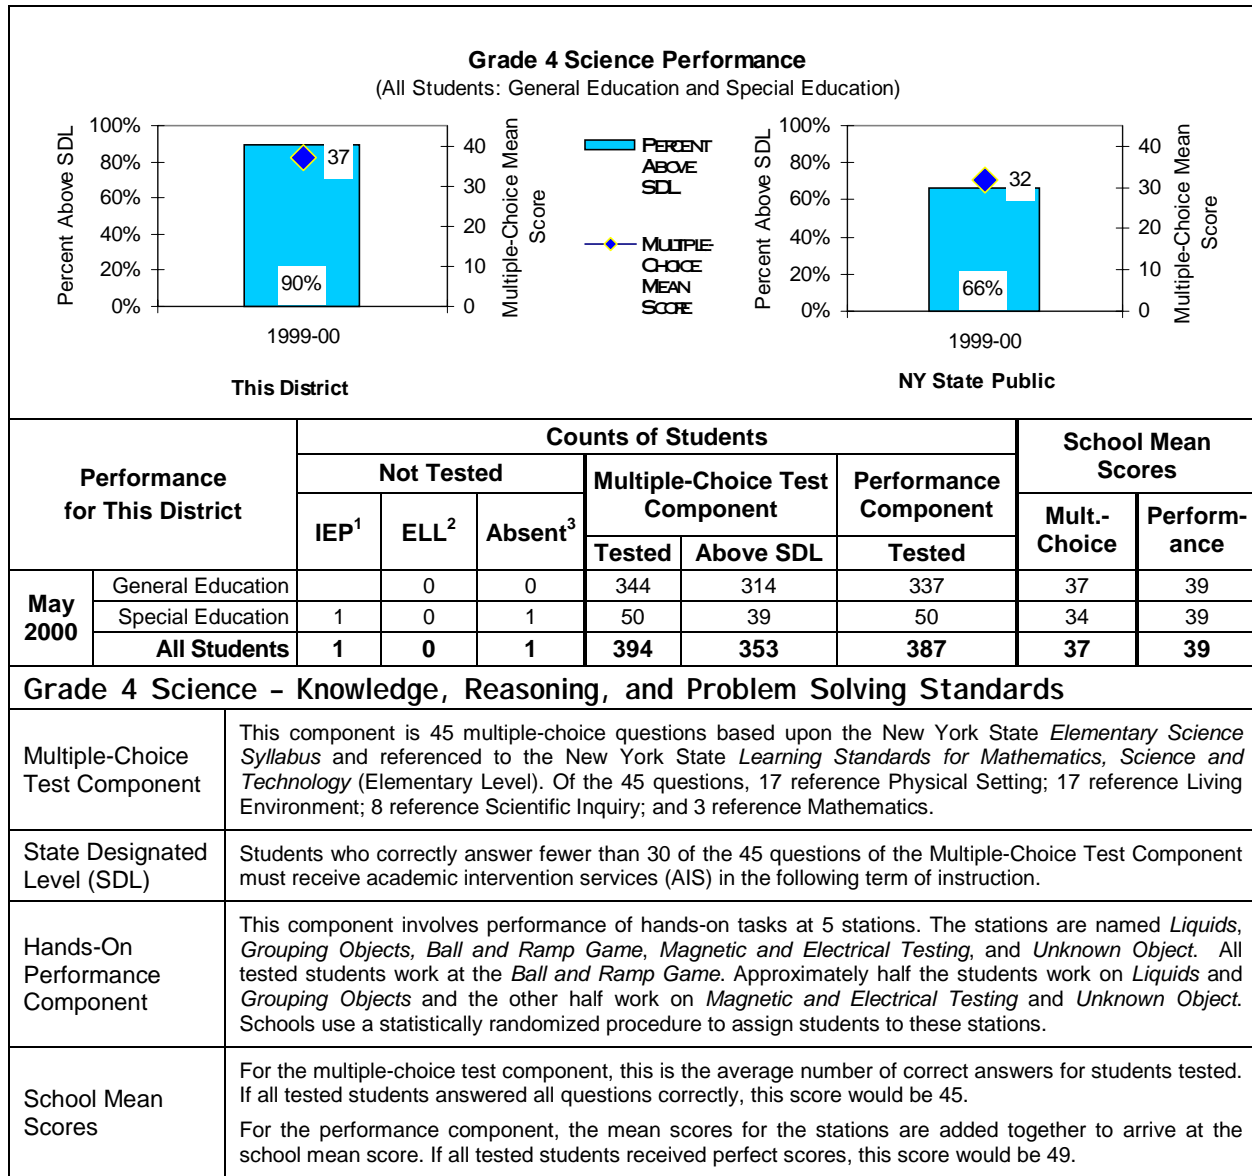 Grade 4 Science Performance
(All Students: General Education and Special Education)
Percent Above SDL
100%
80%
60%
40%
20%
0%
37
90%
40
30
20
10
0
Multiple-Choice Mean
Score
1999-00
This District
PERCENT
ABOVE
SDL
MULTIPLE-
CHOICE
MEAN
SCORE
Percent Above SDL
100%
80%
60%
40%
20%
0%
32
66%
40
30
20
10
0
Multiple-Choice Mean
Score
1999-00
NY State Public
Performance
for This District
Counts of Students
School Mean
Scores
Not Tested
Multiple-Choice Test
Component
Performance
Component
IEP1
ELL2
Absent3
Mult.-
Choice
Perform-
ance
Tested Above SDL Tested
May
2000
General Education 0 0 344 314 337 37 39
Special Education 1 0 1 50 39 50 34 39
All Students 1 0 1 394 353 387 37 39
Grade 4 Science – Knowledge, Reasoning, and Problem Solving Standards
Multiple-Choice
Test Component
This component is 45 multiple-choice questions based upon the New York State Elementary Science
Syllabus and referenced to the New York State Learning Standards for Mathematics, Science and
Technology (Elementary Level). Of the 45 questions, 17 reference Physical Setting; 17 reference Living
Environment; 8 reference Scientific Inquiry; and 3 reference Mathematics.
State Designated
Level (SDL)
Students who correctly answer fewer than 30 of the 45 questions of the Multiple-Choice Test Component
must receive academic intervention services (AIS) in the following term of instruction.
Hands-On
Performance
Component
This component involves performance of hands-on tasks at 5 stations. The stations are named Liquids,
Grouping Objects, Ball and Ramp Game, Magnetic and Electrical Testing, and Unknown Object. All
tested students work at the Ball and Ramp Game. Approximately half the students work on Liquids and
Grouping Objects and the other half work on Magnetic and Electrical Testing and Unknown Object.
Schools use a statistically randomized procedure to assign students to these stations.
School Mean
Scores
For the multiple-choice test component, this is the average number of correct answers for students tested.
If all tested students answered all questions correctly, this score would be 45.
For the performance component, the mean scores for the stations are added together to arrive at the
school mean score. If all tested students received perfect scores, this score would be 49.